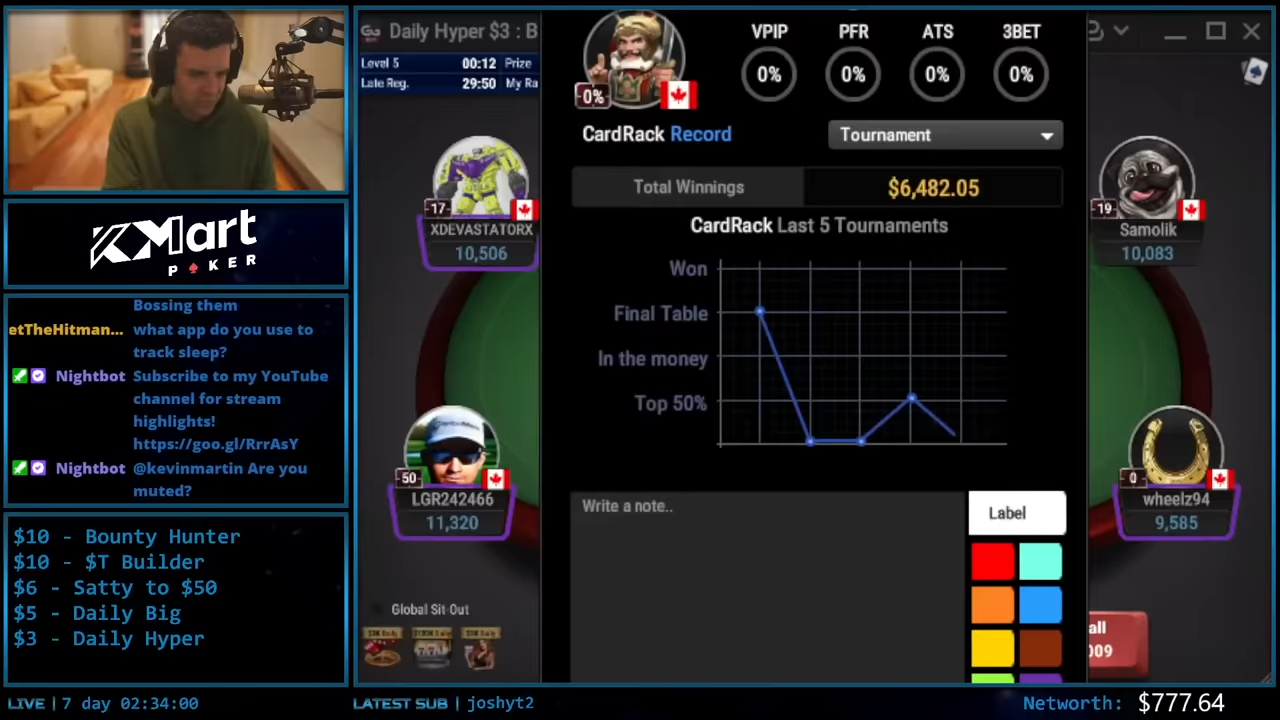 KMart
POKER
Bossing them
etTheHitman... what app do you use to
track sleep?
Nightbot Subscribe to my YouTube
channel for stream
highlights!
https://goo.gl/RrrAsY
Nightbot @kevinmartin Are you
muted?
$10 - Bounty Hunter
$10 - $T Builder
$6 - Satty to $50
$5 - Daily Big
$3 - Daily Hyper
LIVE | 7 day 02:34:00
LATEST SUB | joshyt2
Networth: $777.64
Daily Hyper $3 : B
Level 5 00:12 Prize
Late Reg. 29:50 My Ra
-17-
XDEVASTATORX
10,506
-50-
LGR242466
11,320
Global Sit Out
-0%
VPIP PFR ATS 3BET
0% 0% 0% 0%
CardRack Record
Tournament
Total Winnings $6,482.05
CardRack Last 5 Tournaments
Won
Final Table
In the money
Top 50%
Write a note..
Label
-19
Samolik
10,083
-0
wheelz94
9,585
all
009